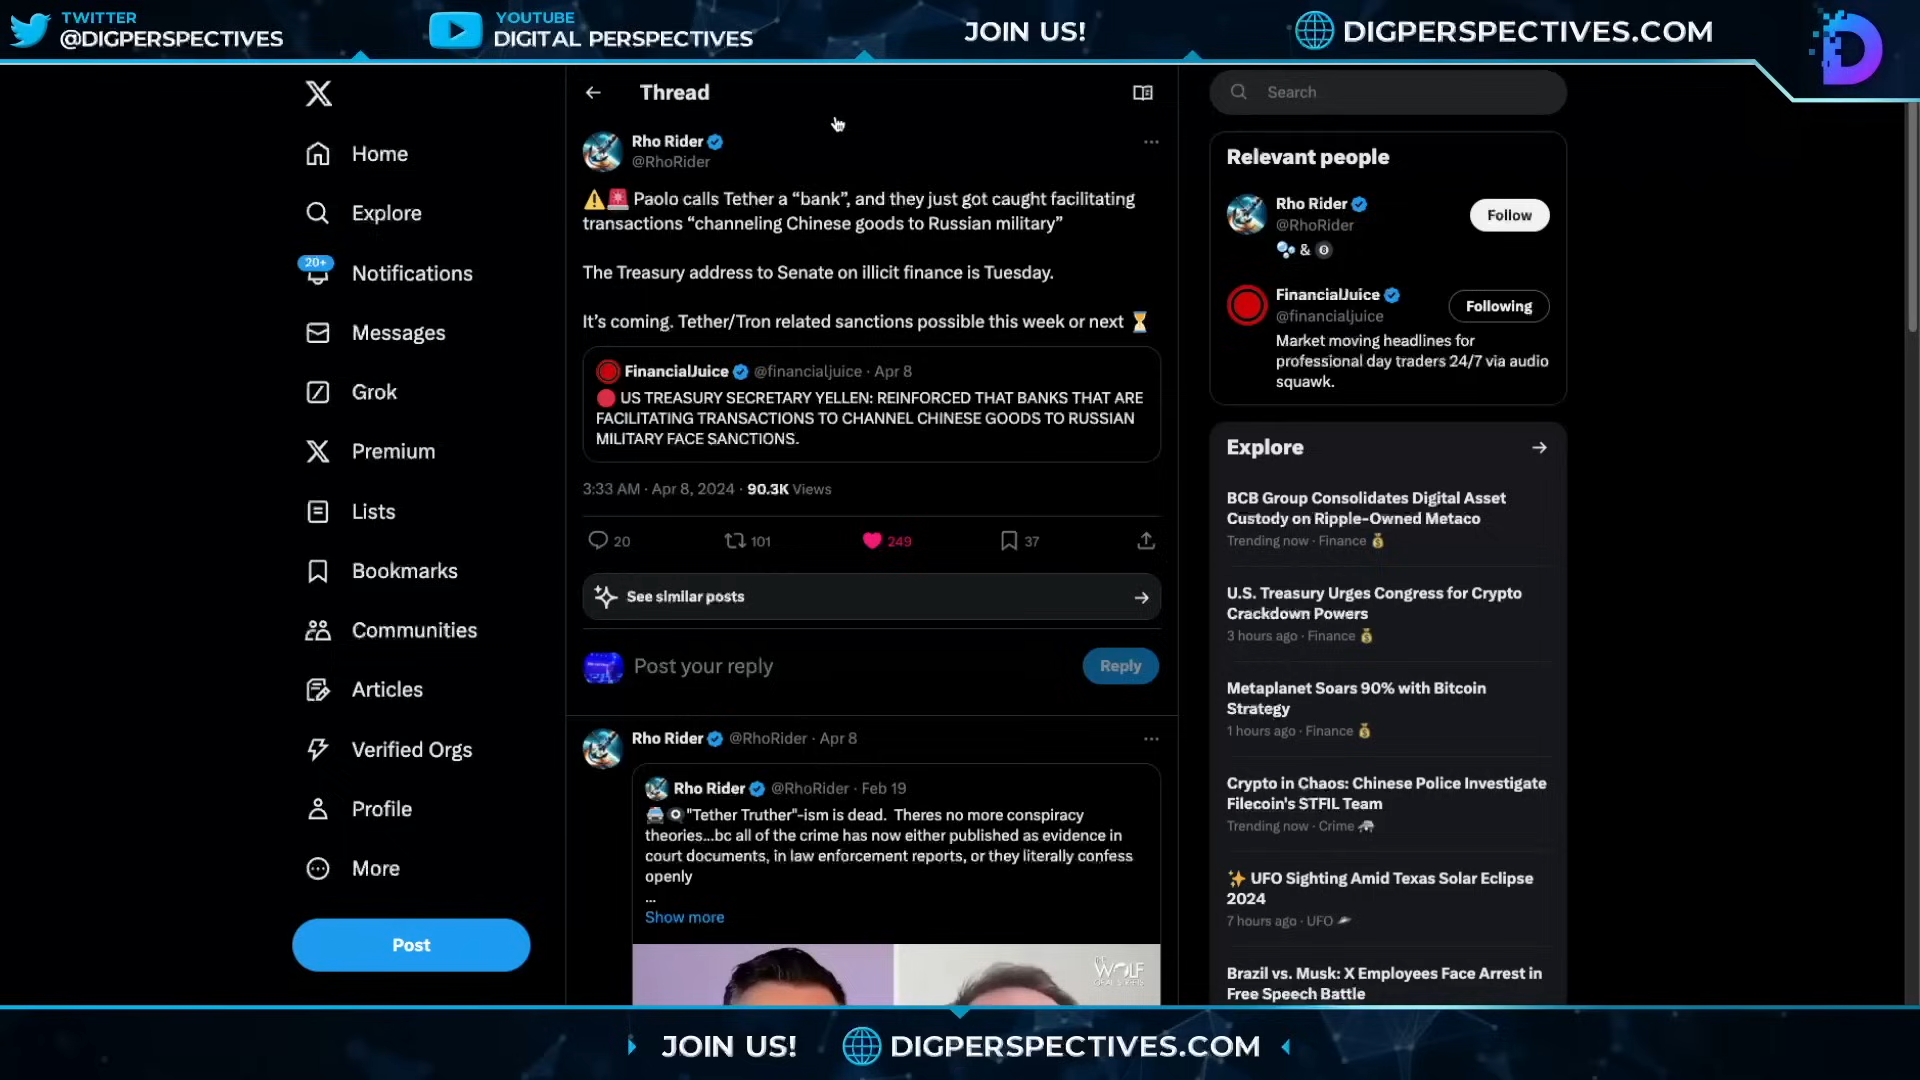 TWITTER
@DIGPERSPECTIVES
YOUTUBE
DIGITAL PERSPECTIVES
JOIN US!
DIGPERSPECTIVES.COM
Home
Explore
20+
Notifications
Messages
Grok
Premium
Lists
Bookmarks
Communities
Articles
Verified Orgs
Profile
More
Post
Thread
Rho Rider
@RhoRider
⚠️🚨 Paolo calls Tether a “bank”, and they just got caught facilitating
transactions “channeling Chinese goods to Russian military”
The Treasury address to Senate on illicit finance is Tuesday.
It’s coming. Tether/Tron related sanctions possible this week or next ⏳
FinancialJuice @financialjuice · Apr 8
🔴 US TREASURY SECRETARY YELLEN: REINFORCED THAT BANKS THAT ARE
FACILITATING TRANSACTIONS TO CHANNEL CHINESE GOODS TO RUSSIAN
MILITARY FACE SANCTIONS.
3:33 AM · Apr 8, 2024 · 90.3K Views
20 101 249 37
See similar posts
Post your reply
Reply
Rho Rider @RhoRider · Apr 8
Rho Rider @RhoRider · Feb 19
"Tether Truther"-ism is dead. Theres no more conspiracy
theories...bc all of the crime has now either published as evidence in
court documents, in law enforcement reports, or they literally confess
openly
...
Show more
WOLF
Search
Relevant people
Rho Rider
@RhoRider
Follow
🫧 & 🎱
FinancialJuice
@financialjuice
Following
Market moving headlines for
professional day traders 24/7 via audio
squawk.
Explore
BCB Group Consolidates Digital Asset
Custody on Ripple-Owned Metaco
Trending now · Finance 💰
U.S. Treasury Urges Congress for Crypto
Crackdown Powers
3 hours ago · Finance 💰
Metaplanet Soars 90% with Bitcoin
Strategy
1 hours ago · Finance 💰
Crypto in Chaos: Chinese Police Investigate
Filecoin's STFIL Team
Trending now · Crime
✨ UFO Sighting Amid Texas Solar Eclipse
2024
7 hours ago · UFO
Brazil vs. Musk: X Employees Face Arrest in
Free Speech Battle
JOIN US!
DIGPERSPECTIVES.COM